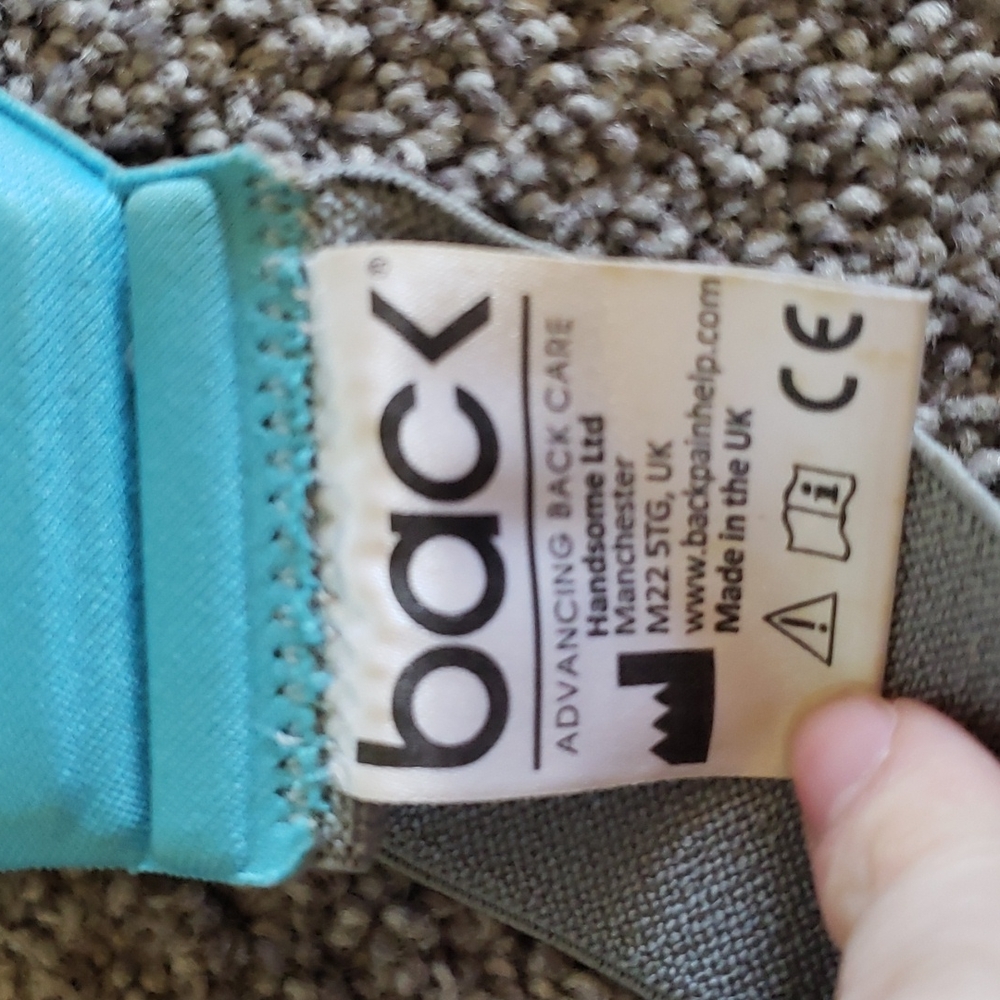 back®
ADVANCING BACK CARE
Handsome Ltd
Manchester
M22 5TG, UK
www.backpainhelp.com
Made in the UK
CE